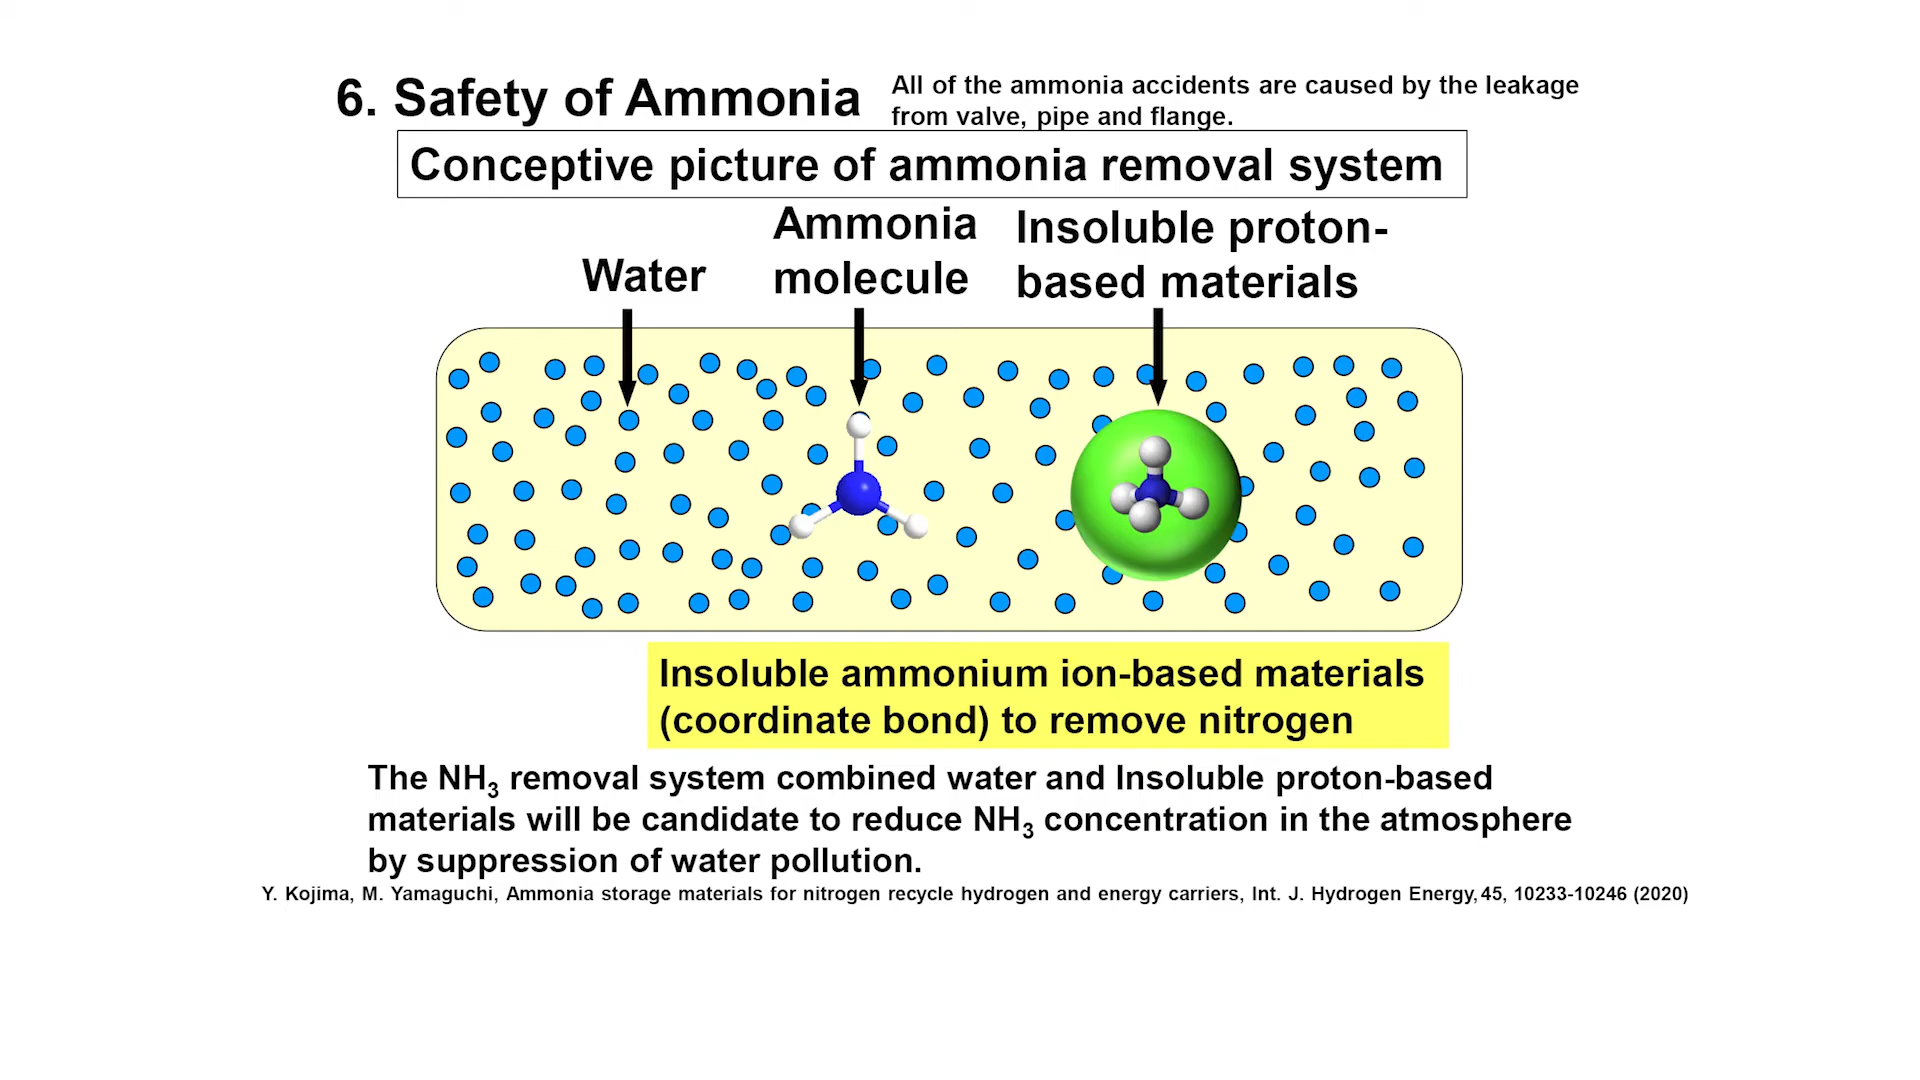 6. Safety of Ammonia
All of the ammonia accidents are caused by the leakage
from valve, pipe and flange.
Conceptive picture of ammonia removal system
Water
Ammonia
molecule
Insoluble proton-
based materials
Insoluble ammonium ion-based materials
(coordinate bond) to remove nitrogen
The NH₃ removal system combined water and Insoluble proton-based
materials will be candidate to reduce NH₃ concentration in the atmosphere
by suppression of water pollution.
Y. Kojima, M. Yamaguchi, Ammonia storage materials for nitrogen recycle hydrogen and energy carriers, Int. J. Hydrogen Energy, 45, 10233-10246 (2020)